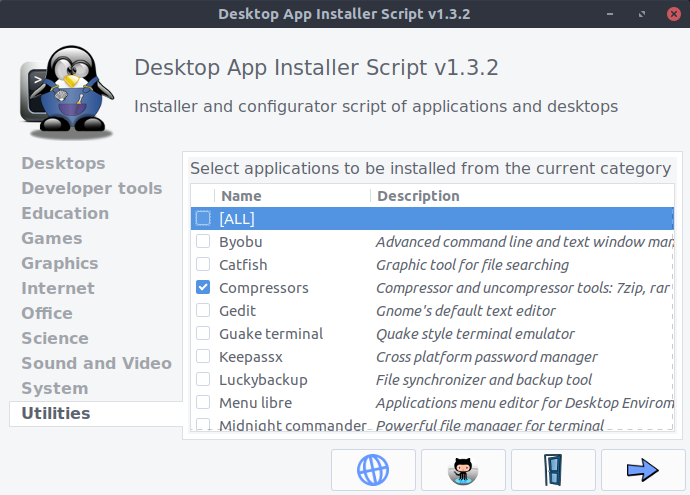 Desktop App Installer Script v1.3.2
Desktop App Installer Script v1.3.2
Installer and configurator script of applications and desktops
Desktops
Developer tools
Education
Games
Graphics
Internet
Office
Science
Sound and Video
System
Utilities
Select applications to be installed from the current category
Name Description
[ALL]
Byobu Advanced command line and text window man
Catfish Graphic tool for file searching
Compressors Compressor and uncompressor tools: 7zip, rar
Gedit Gnome's default text editor
Guake terminal Quake style terminal emulator
Keepassx Cross platform password manager
Luckybackup File synchronizer and backup tool
Menu libre Applications menu editor for Desktop Envirom
Midnight commander Powerful file manager for terminal